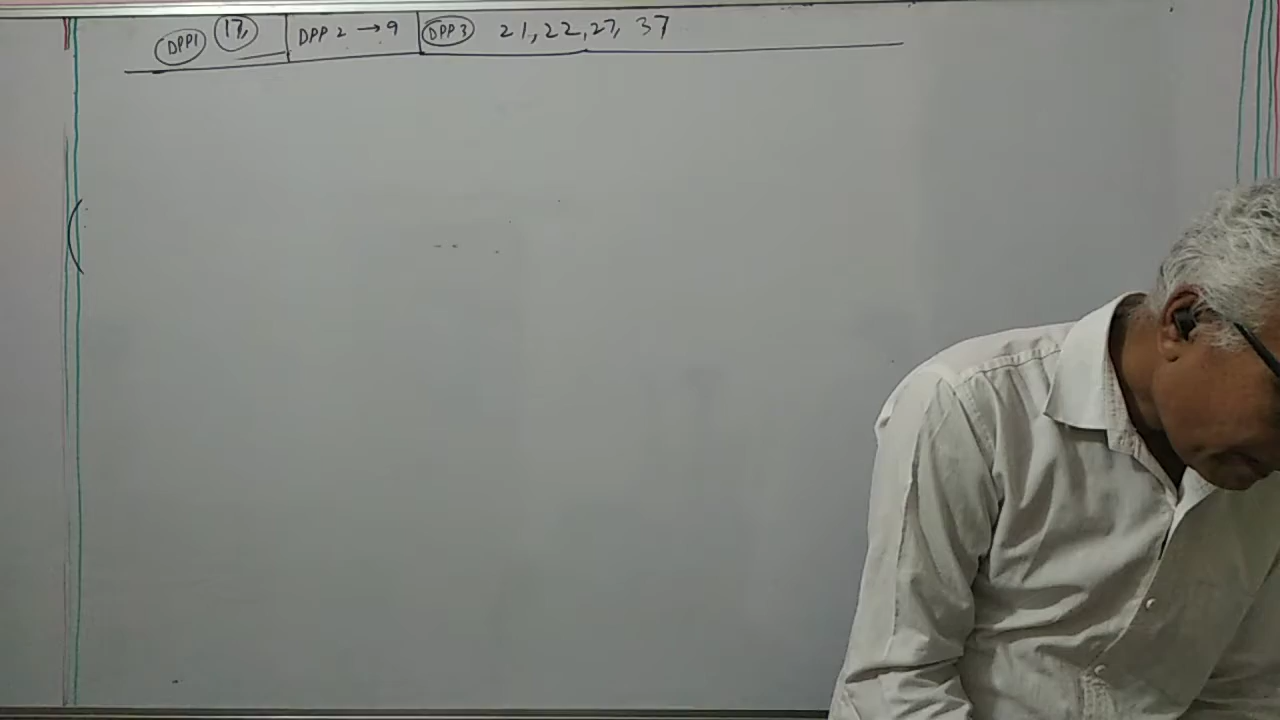 DPP1 17, DPP 2 → 9 DPP 3 21, 22, 27, 37